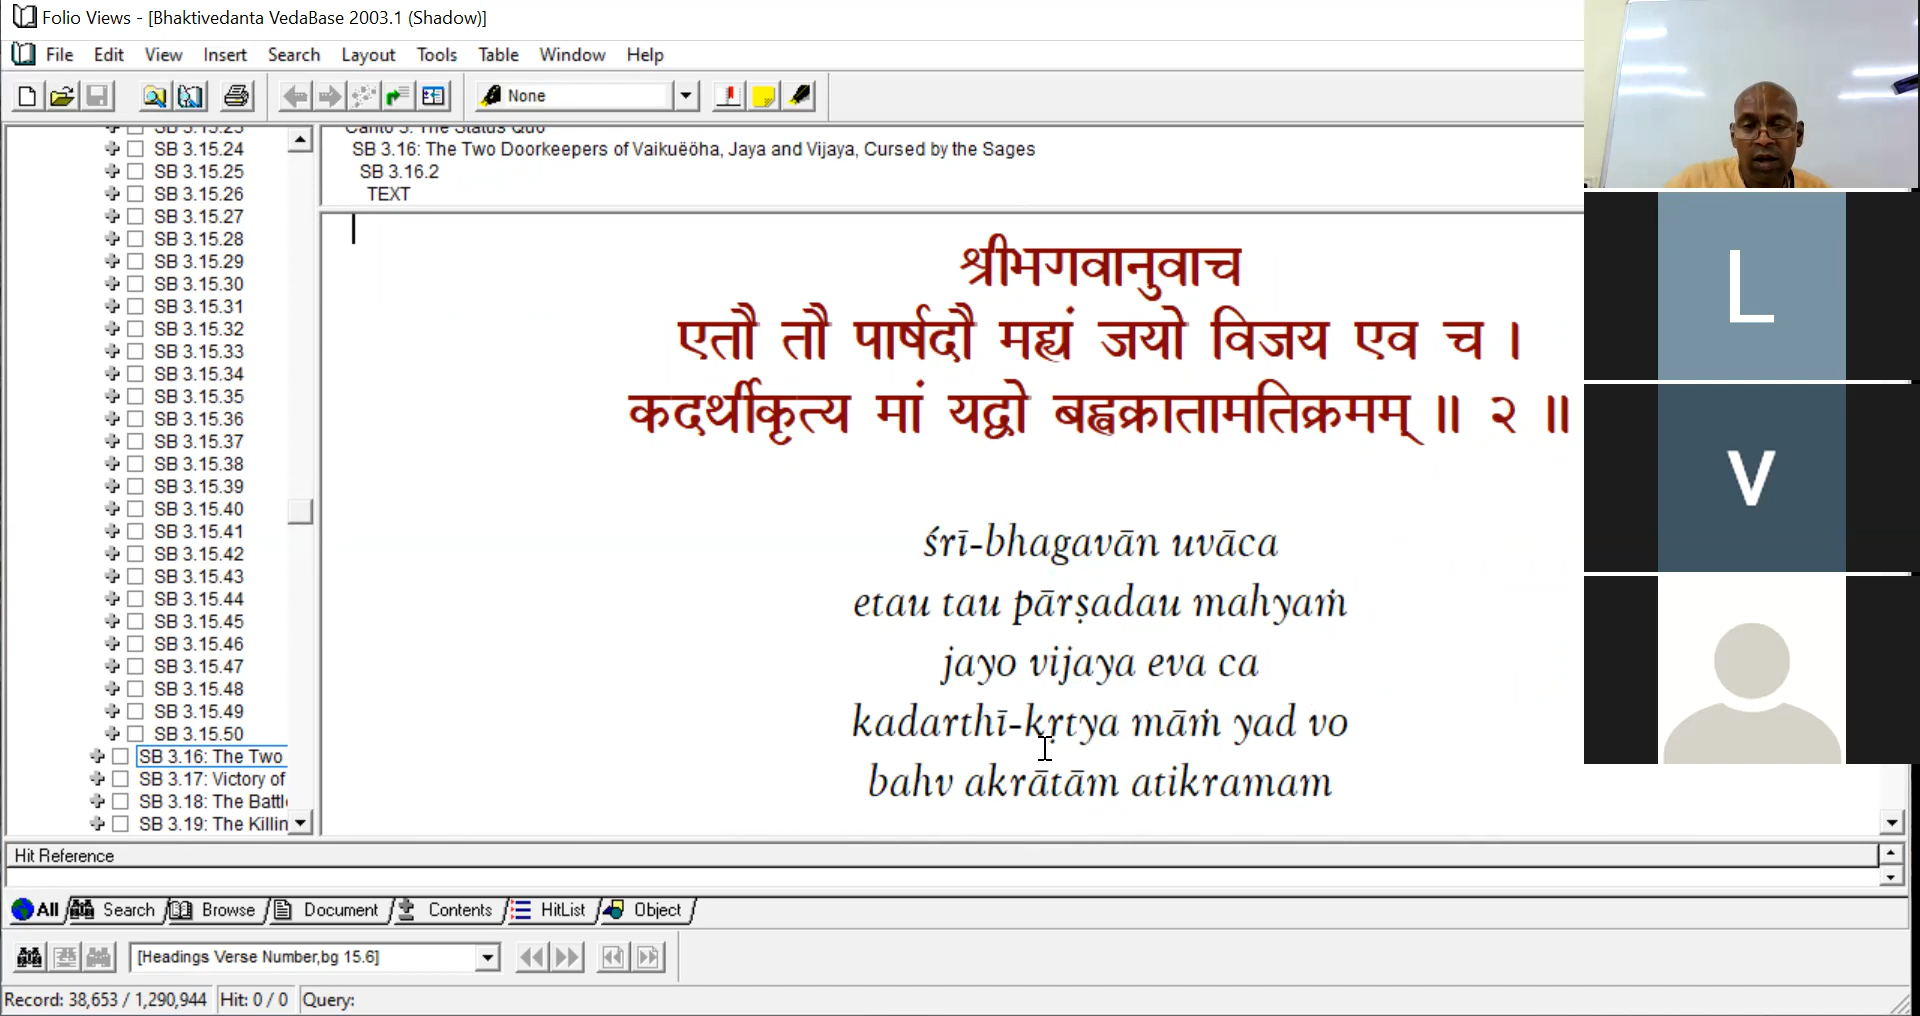 Folio Views - [Bhaktivedanta VedaBase 2003.1 (Shadow)]
File Edit View Insert Search Layout Tools Table Window Help
None
SB 3.15.23
SB 3.15.24
SB 3.15.25
SB 3.15.26
SB 3.15.27
SB 3.15.28
SB 3.15.29
SB 3.15.30
SB 3.15.31
SB 3.15.32
SB 3.15.33
SB 3.15.34
SB 3.15.35
SB 3.15.36
SB 3.15.37
SB 3.15.38
SB 3.15.39
SB 3.15.40
SB 3.15.41
SB 3.15.42
SB 3.15.43
SB 3.15.44
SB 3.15.45
SB 3.15.46
SB 3.15.47
SB 3.15.48
SB 3.15.49
SB 3.15.50
SB 3.16: The Two
SB 3.17: Victory of
SB 3.18: The Battl
SB 3.19: The Killin
Canto 3: The Status Quo
SB 3.16: The Two Doorkeepers of Vaikuëöha, Jaya and Vijaya, Cursed by the Sages
SB 3.16.2
TEXT
श्रीभगवानुवाच
एतौ तौ पार्षदौ मह्यं जयो विजय एव च ।
कदर्थीकृत्य मां यद्वो बह्वक्रातामतिक्रमम् ॥ २ ॥
śrī-bhagavān uvāca
etau tau pārṣadau mahyaṁ
jayo vijaya eva ca
kadarthī-kṛtya māṁ yad vo
bahv akrātām atikramam
L
V
Hit Reference
All Search Browse Document Contents HitList Object
[Headings Verse Number,bg 15.6]
Record: 38,653 / 1,290,944 Hit: 0 / 0 Query: